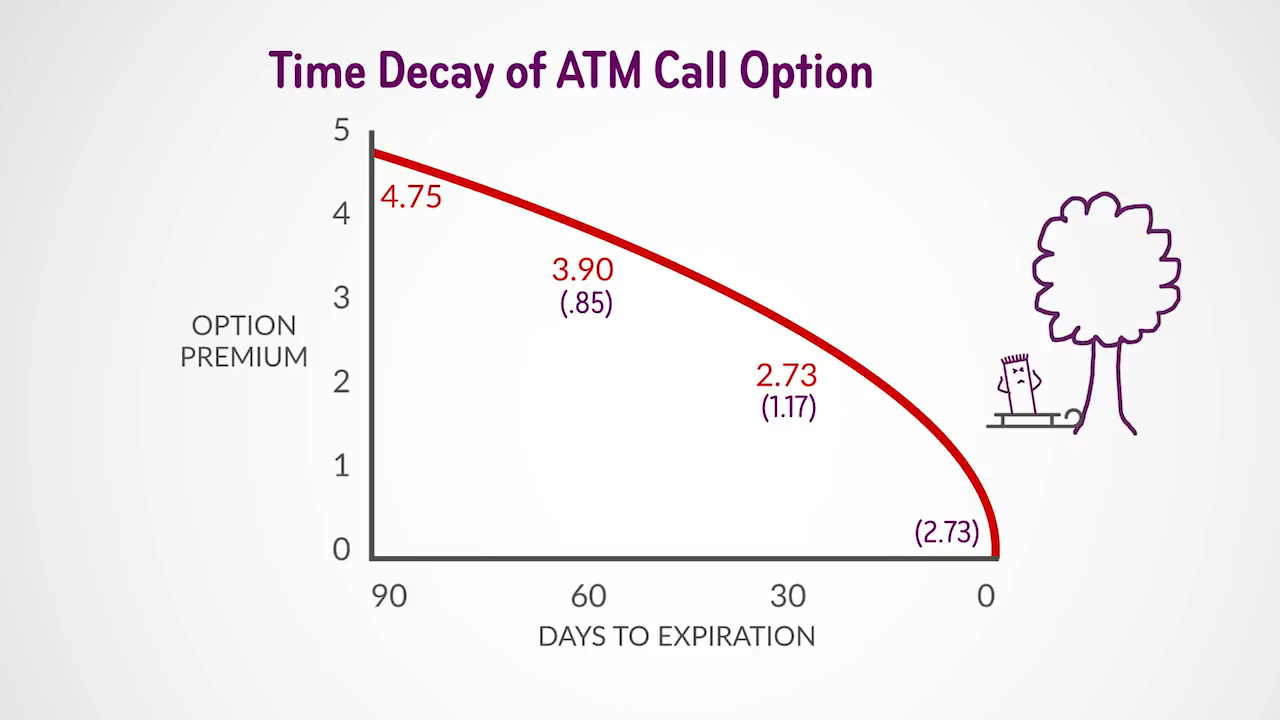 Time Decay of ATM Call Option
5
4
3
2
1
0
OPTION
PREMIUM
4.75
3.90
(.85)
2.73
(1.17)
(2.73)
90 60 30 0
DAYS TO EXPIRATION